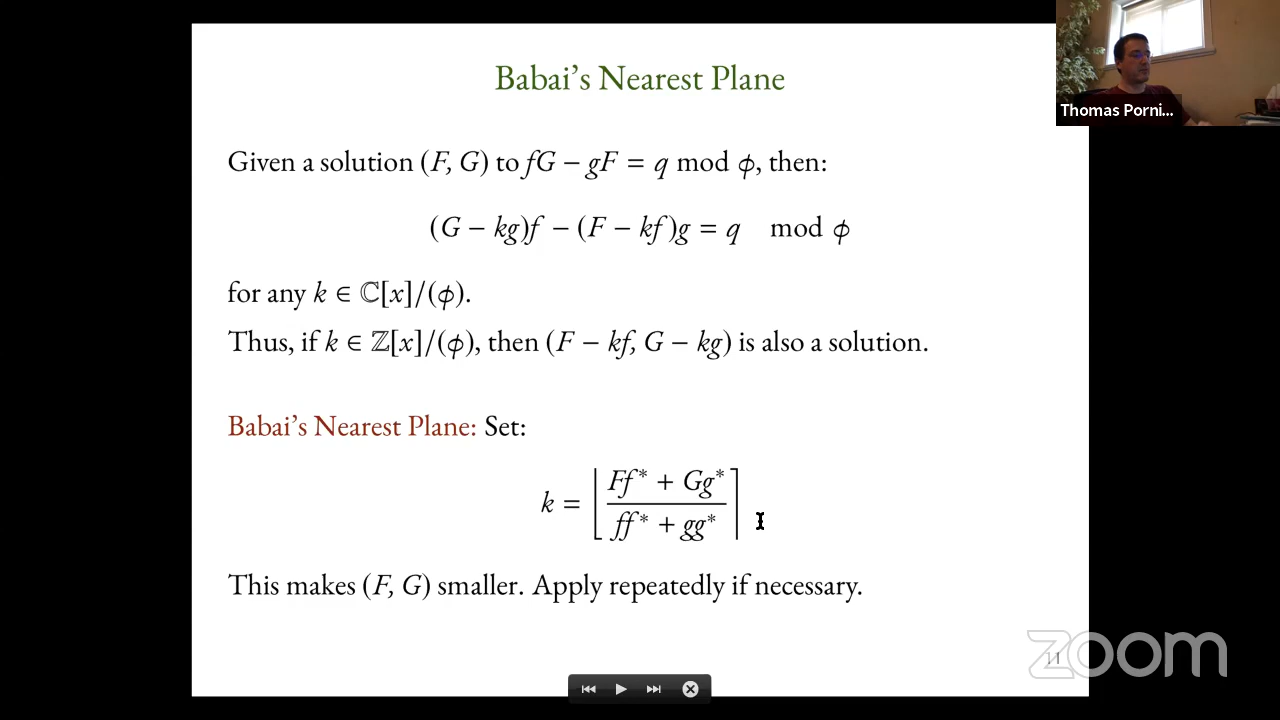 Babai's Nearest Plane
Thomas Porni...
Given a solution (F, G) to fG − gF = q mod ϕ, then:
(G − kg)f − (F − kf)g = q mod ϕ
for any k ∈ ℂ[x]/(ϕ).
Thus, if k ∈ ℤ[x]/(ϕ), then (F − kf, G − kg) is also a solution.
Babai's Nearest Plane: Set:
k = ⌊(Ff* + Gg*)/(ff* + gg*)⌉
This makes (F, G) smaller. Apply repeatedly if necessary.
zoom
11